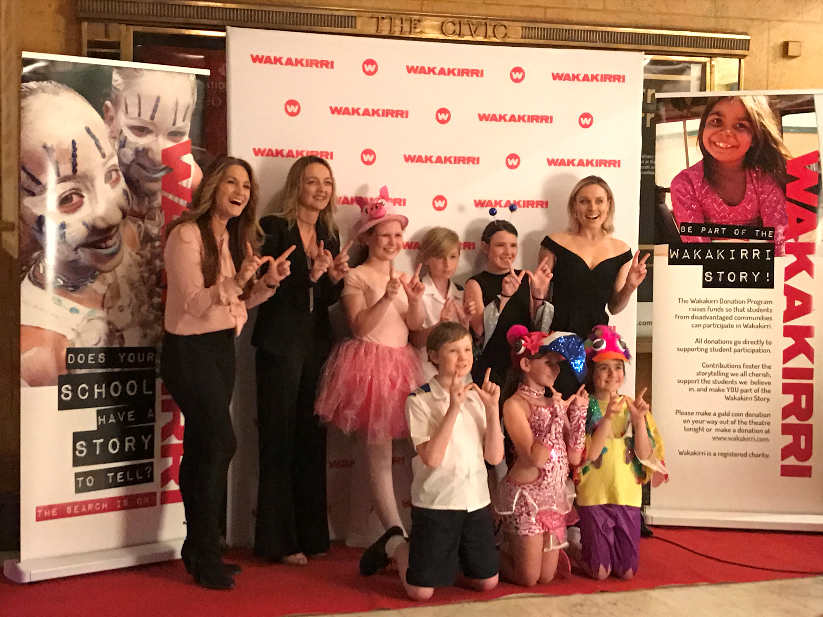 THE CIVIC
WAKAKIRRI W WAKAKIRRI W WAKAKIRRI
W WAKAKIRRI W WAKAKIRRI W
WAKAKIRRI W WAKAKIRRI W WAKAKIRRI
WAKAKIRRI W WAKAKIRRI
WAKAKIRRI
DOES YOUR
SCHOOL
HAVE A
STORY
TO TELL?
THE SEARCH IS ON!
WAKAKIRRI
BE PART OF THE
WAKAKIRRI
STORY!
The Wakakirri Donation Program
raises funds so that students
from disadvantaged communities
can participate in Wakakirri.
All donations go directly to
supporting student participation.
Contributions foster the
storytelling we all cherish,
support the students we believe
in, and make YOU part of the
Wakakirri Story.
Please make a gold coin donation
on your way out of the theatre
tonight or make a donation at
www.wakakirri.com.
Wakakirri is a registered charity.
WAKAKIRRI